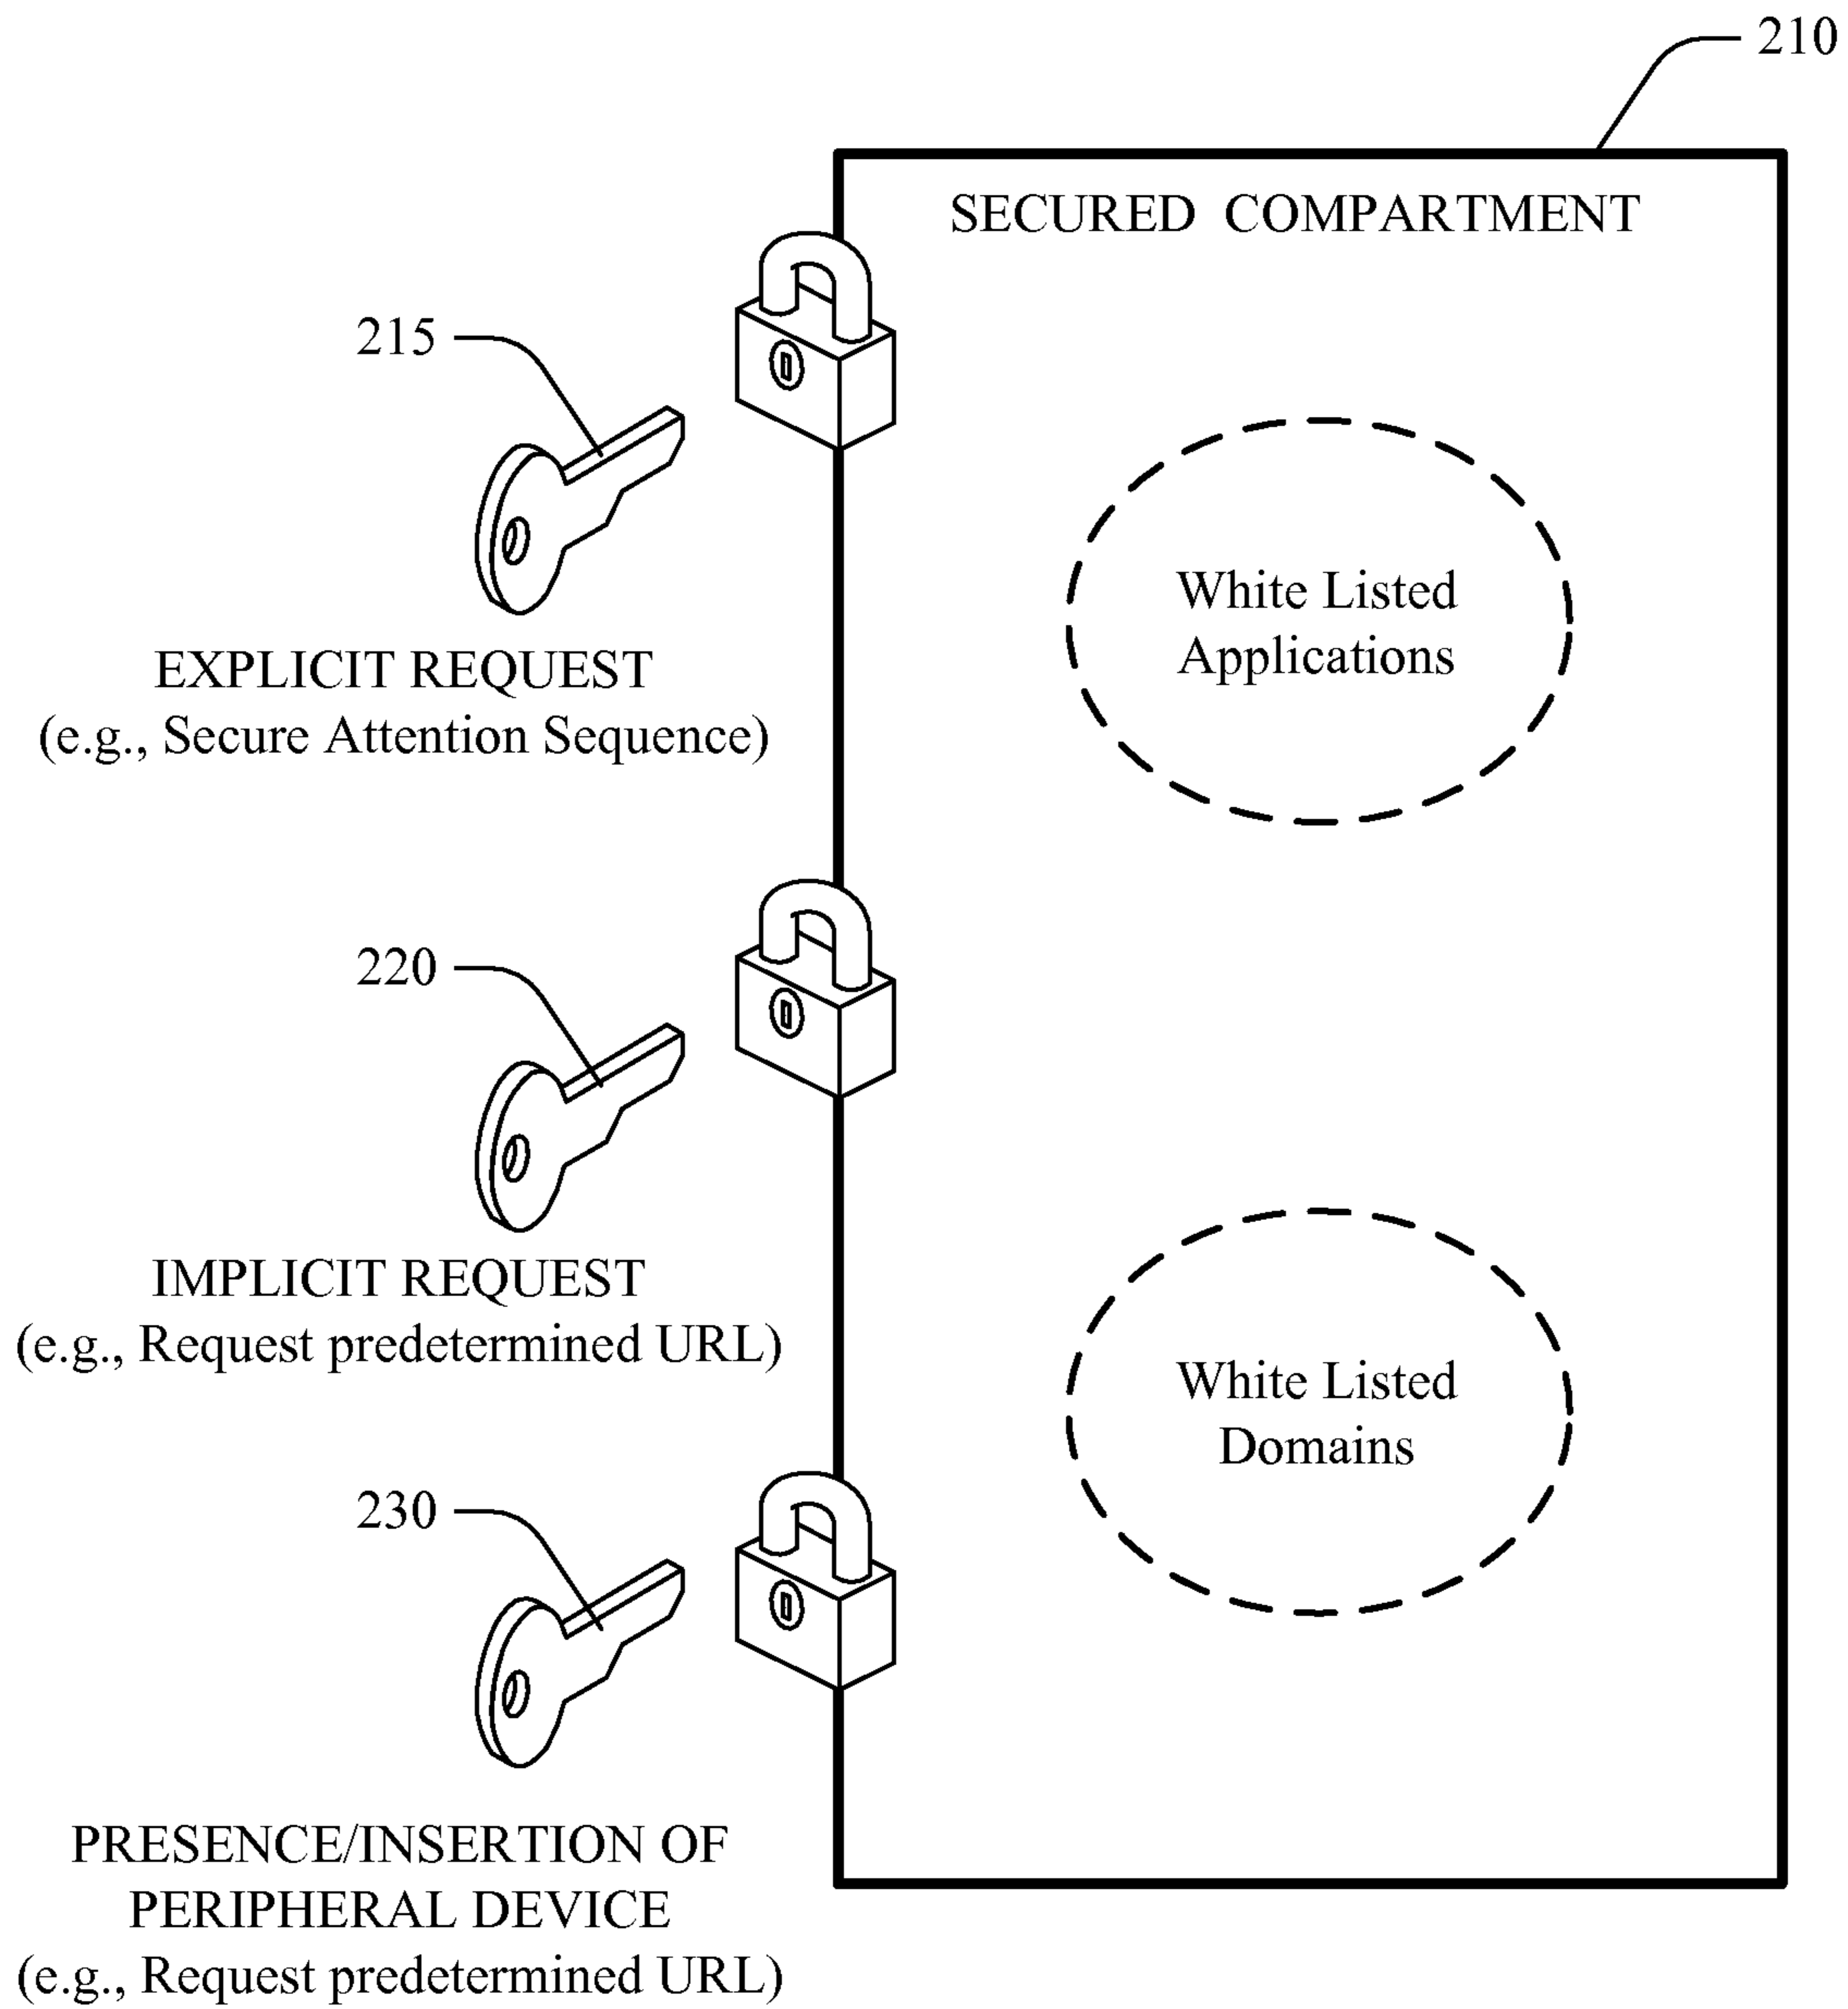 210
SECURED COMPARTMENT
215
EXPLICIT REQUEST
(e.g., Secure Attention Sequence)
White Listed
Applications
220
IMPLICIT REQUEST
(e.g., Request predetermined URL)
White Listed
Domains
230
PRESENCE/INSERTION OF
PERIPHERAL DEVICE
(e.g., Request predetermined URL)